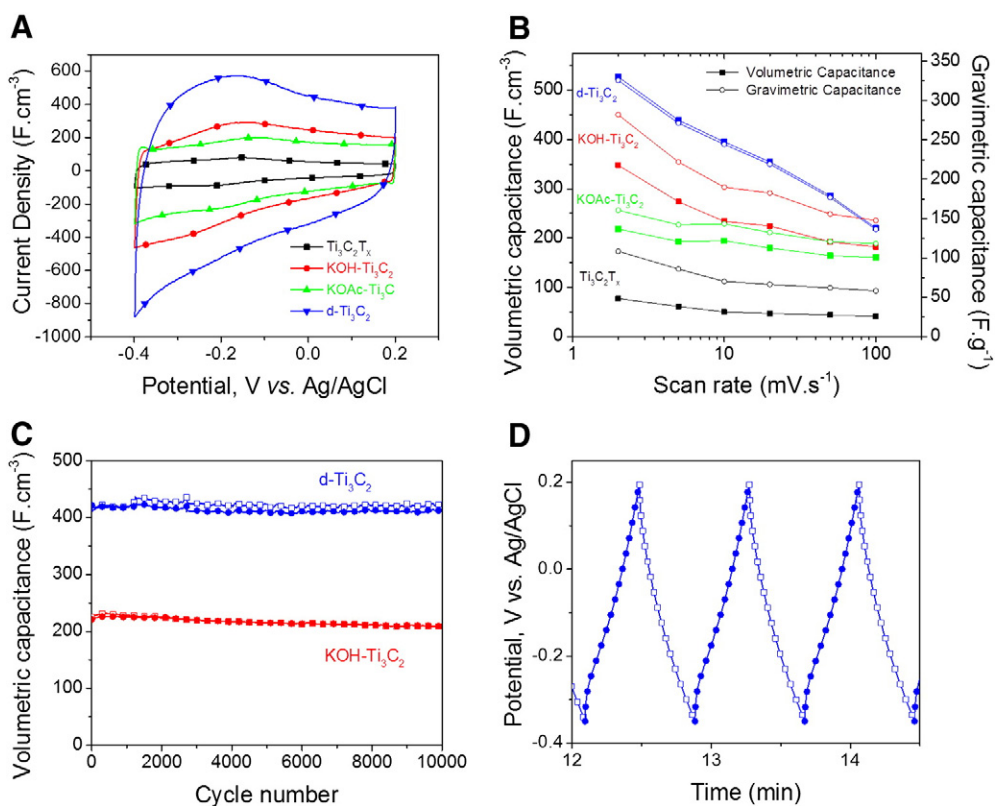 A
Current Density (F.cm⁻³)
600
400
200
0
-200
-400
-600
-800
-1000
-0.4
-0.2
0.0
0.2
Potential, V vs. Ag/AgCl
Ti₃C₂Tₓ
KOH-Ti₃C₂
KOAc-Ti₃C
d-Ti₃C₂
B
Volumetric capacitance (F.cm⁻³)
500
450
400
350
300
250
200
150
100
50
0
1
10
100
Scan rate (mV.s⁻¹)
Gravimetric capacitance (F.g⁻¹)
350
300
250
200
150
100
50
0
Volumetric Capacitance
Gravimetric Capacitance
d-Ti₃C₂
KOH-Ti₃C₂
KOAc-Ti₃C₂
Ti₃C₂Tₓ
C
Volumetric capacitance (F.cm⁻³)
500
400
300
200
100
0
0
2000
4000
6000
8000
10000
Cycle number
d-Ti₃C₂
KOH-Ti₃C₂
D
Potential, V vs. Ag/AgCl
0.2
0.0
-0.2
-0.4
12
13
14
Time (min)